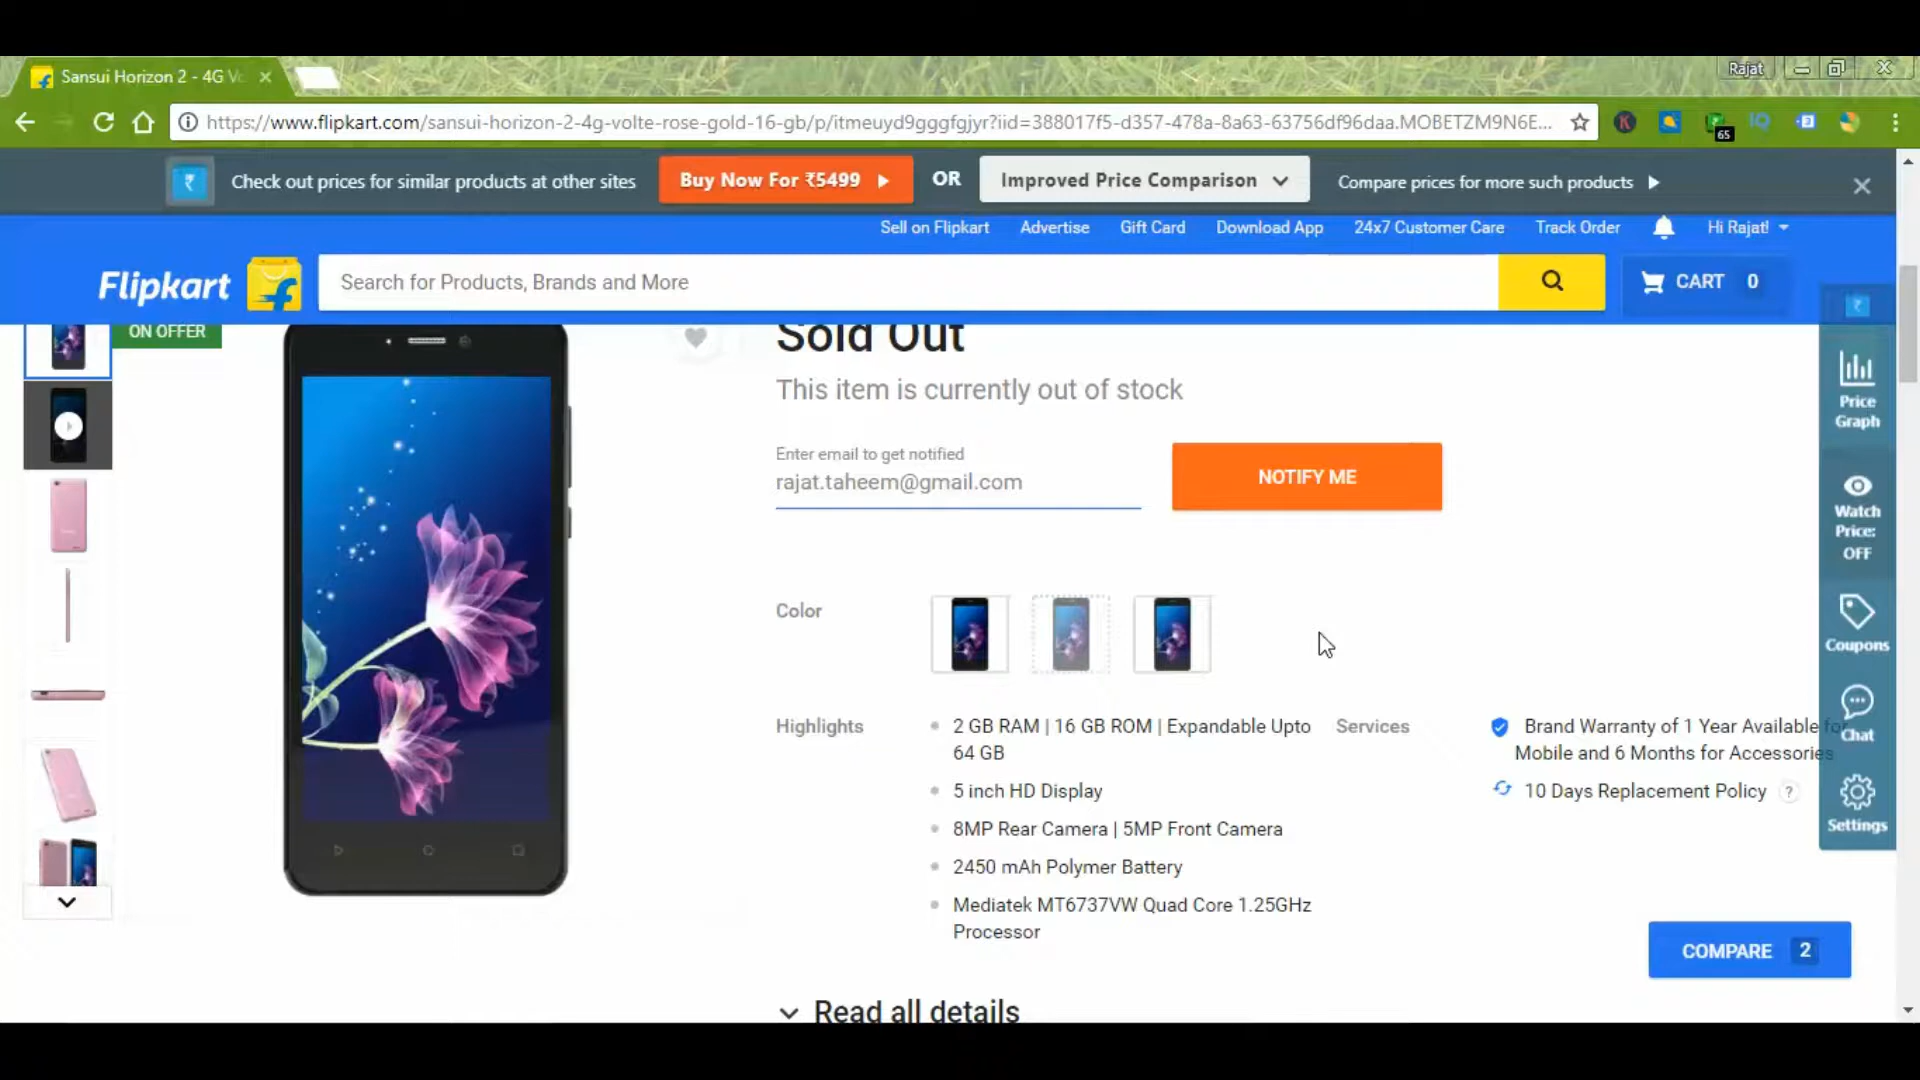 Sansui Horizon 2 - 4G Vo
Rajat
https://www.flipkart.com/sansui-horizon-2-4g-volte-rose-gold-16-gb/p/itmeuyd9gggfgjyr?iid=388017f5-d357-478a-8a63-63756df96daa.MOBETZM9N6E...
65
Check out prices for similar products at other sites
Buy Now For ₹5499
OR
Improved Price Comparison
Compare prices for more such products
Sell on Flipkart
Advertise
Gift Card
Download App
24x7 Customer Care
Track Order
Hi Rajat!
Flipkart
Search for Products, Brands and More
CART 0
ON OFFER
Sold Out
This item is currently out of stock
Enter email to get notified
rajat.taheem@gmail.com
NOTIFY ME
Price
Graph
Watch
Price:
OFF
Coupons
Chat
Settings
Color
Highlights
2 GB RAM | 16 GB ROM | Expandable Upto
64 GB
5 inch HD Display
8MP Rear Camera | 5MP Front Camera
2450 mAh Polymer Battery
Mediatek MT6737VW Quad Core 1.25GHz
Processor
Services
Brand Warranty of 1 Year Available for
Mobile and 6 Months for Accessories
10 Days Replacement Policy ?
COMPARE 2
Read all details